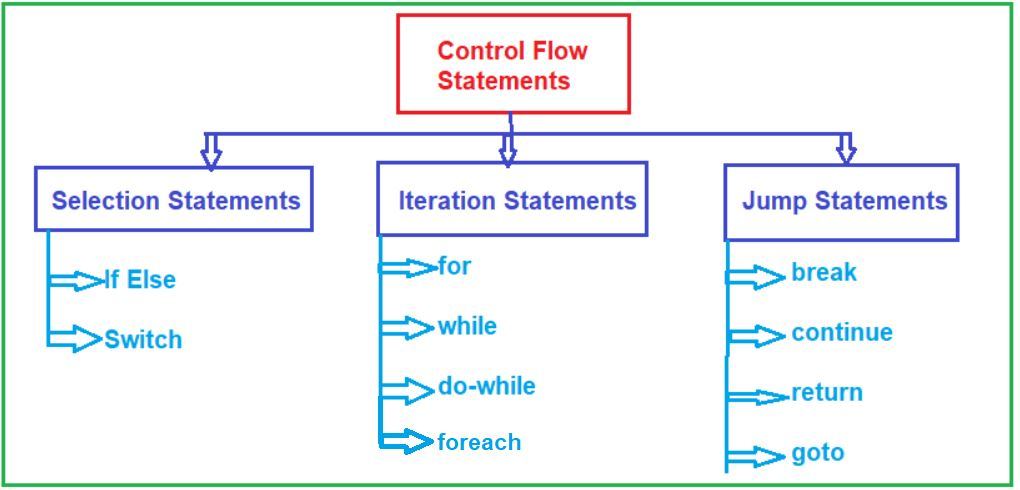 Control Flow
Statements
Selection Statements
If Else
Switch
Iteration Statements
for
while
do-while
foreach
Jump Statements
break
continue
return
goto